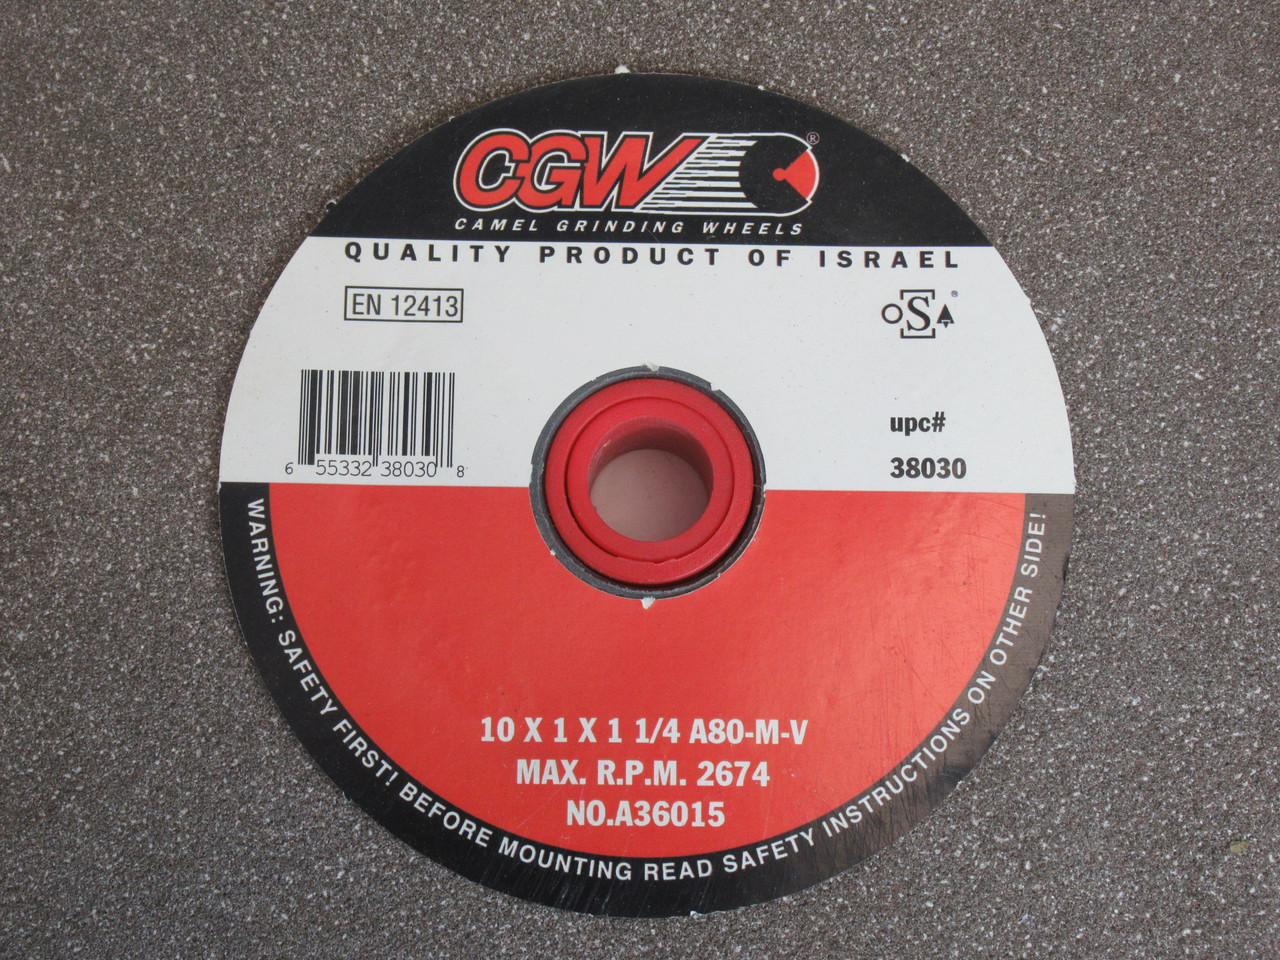 CGW®
CAMEL GRINDING WHEELS
QUALITY PRODUCT OF ISRAEL
EN 12413
oSa®
upc#
38030
6 55332 38030 8
10 X 1 X 1 1/4 A80-M-V
MAX. R.P.M. 2674
NO.A36015
WARNING: SAFETY FIRST! BEFORE MOUNTING READ SAFETY INSTRUCTIONS ON OTHER SIDE!